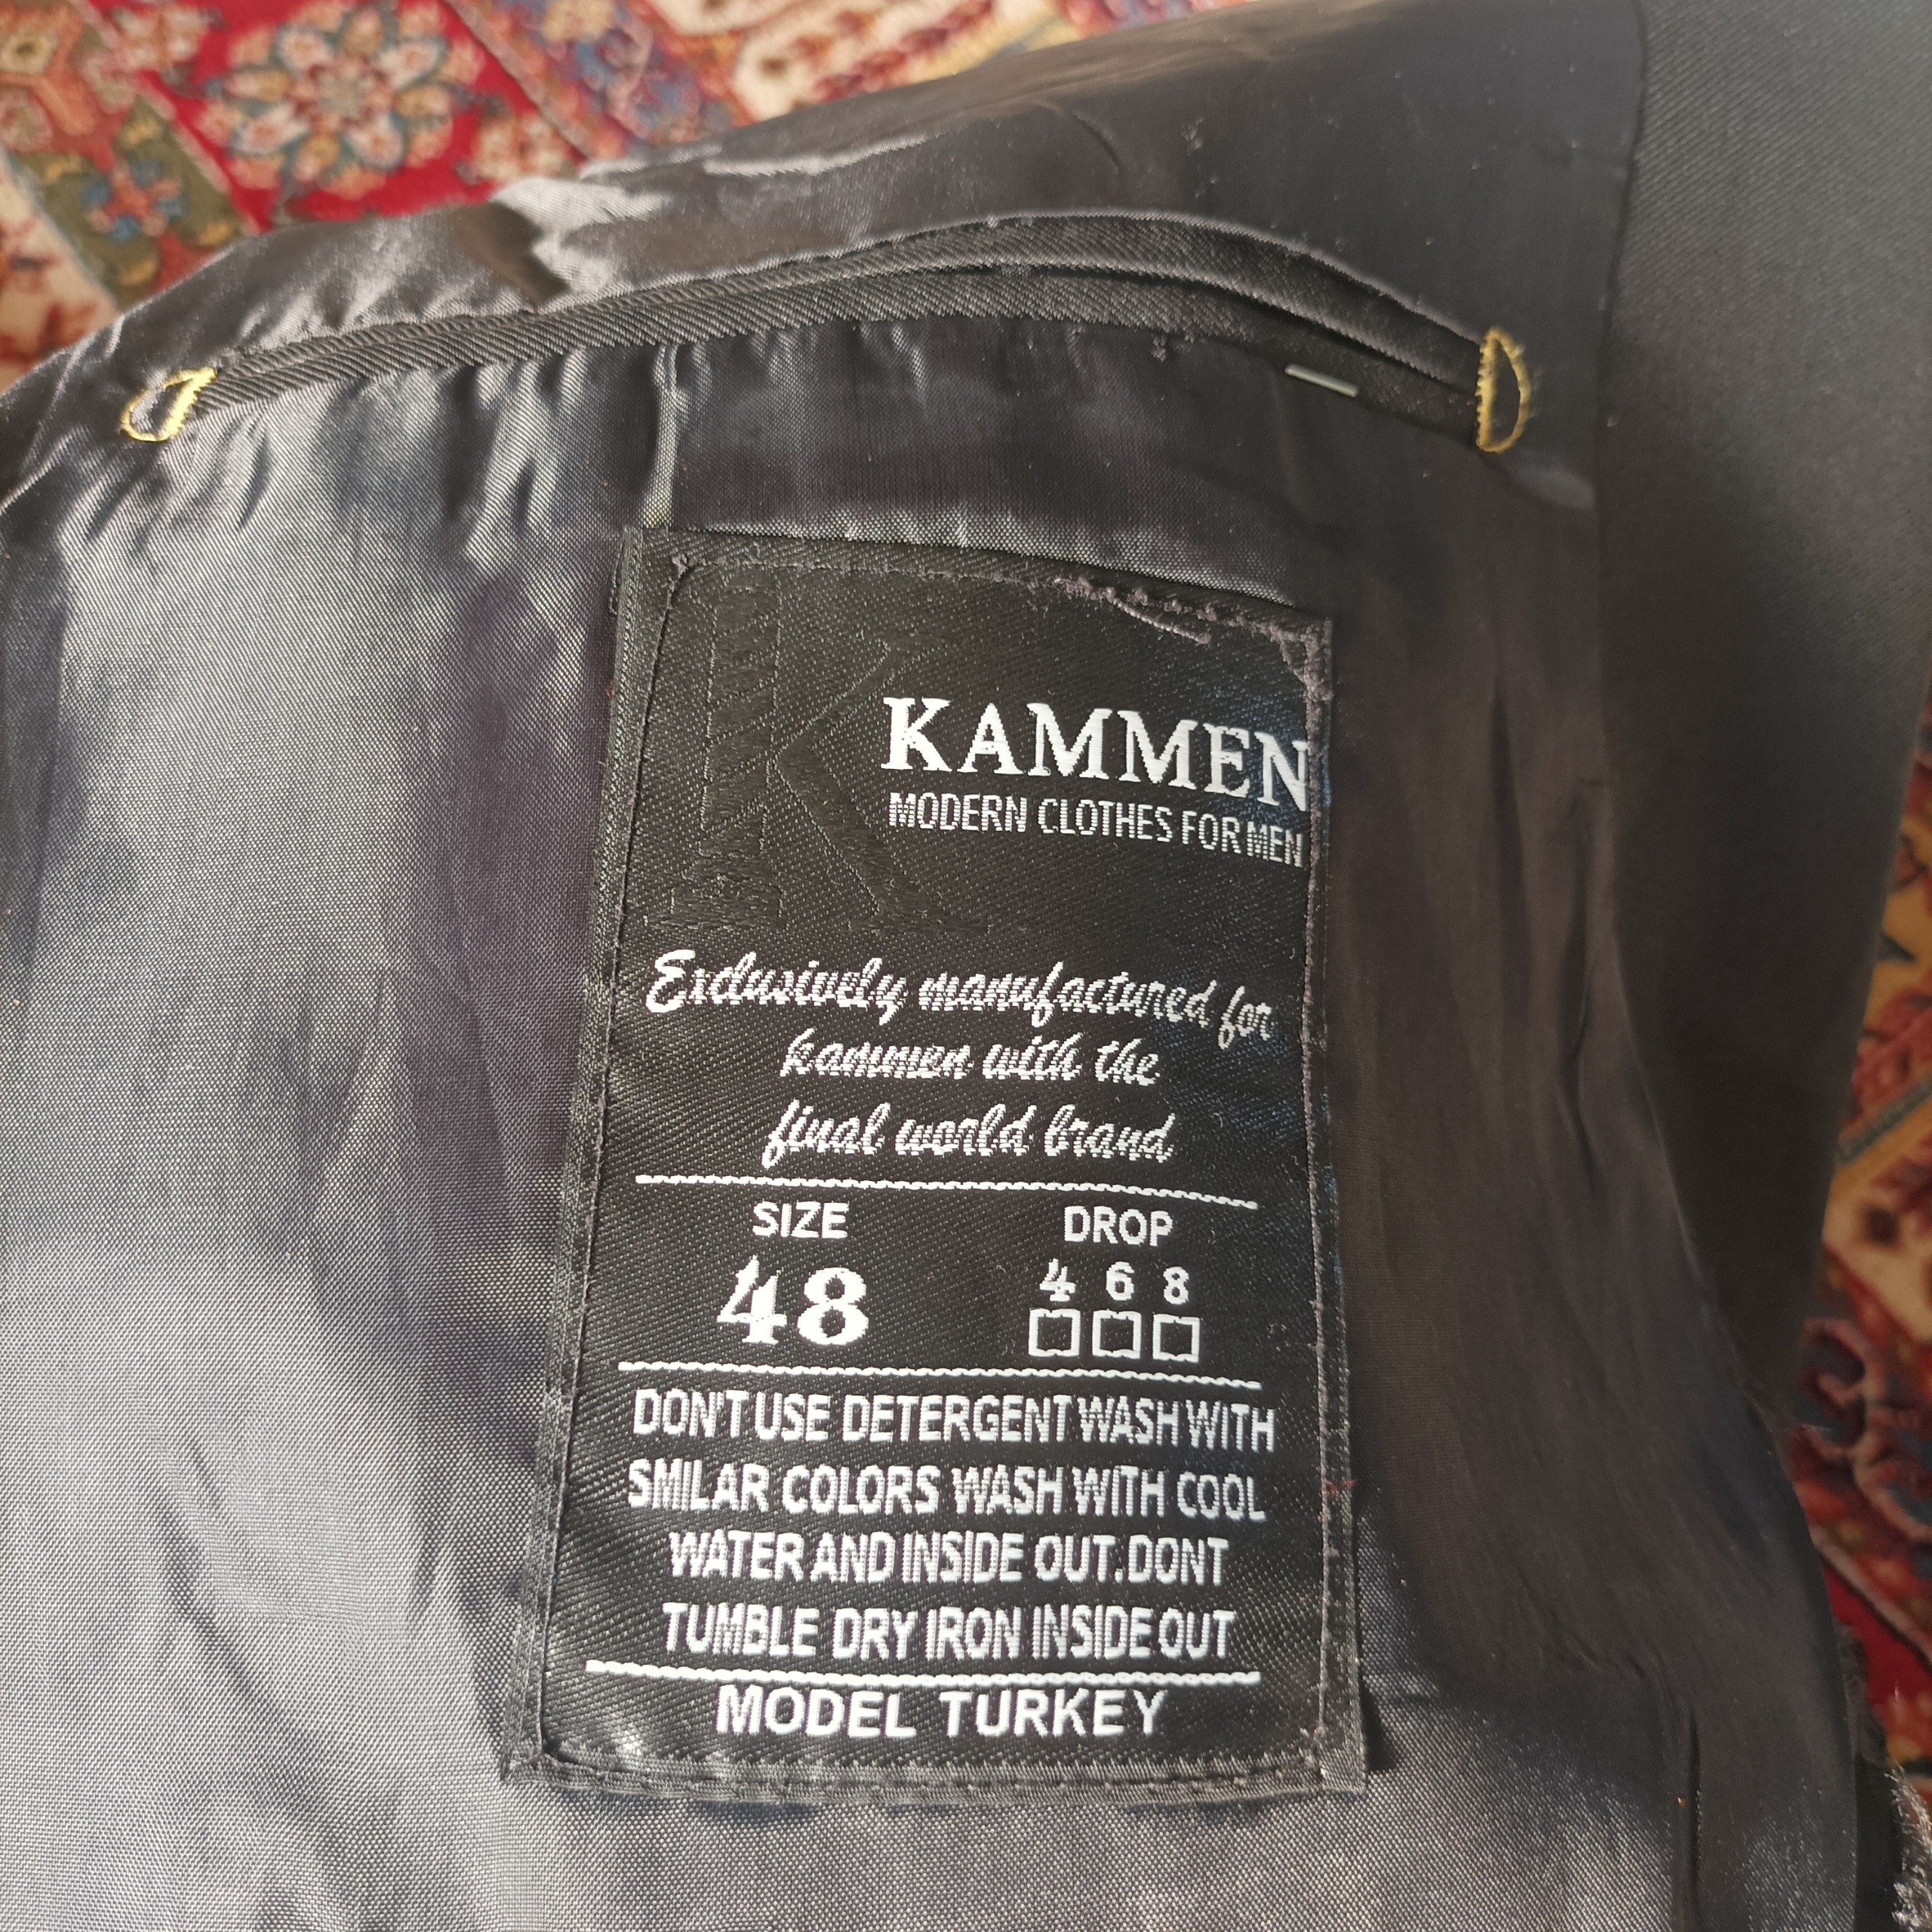 K
KAMMEN
MODERN CLOTHES FOR MEN
Exclusively manufactured for
kammen with the
final world brand
SIZE DROP
48 4 6 8
DON'T USE DETERGENT WASH WITH
SMILAR COLORS WASH WITH COOL
WATER AND INSIDE OUT.DONT
TUMBLE DRY IRON INSIDE OUT
MODEL TURKEY